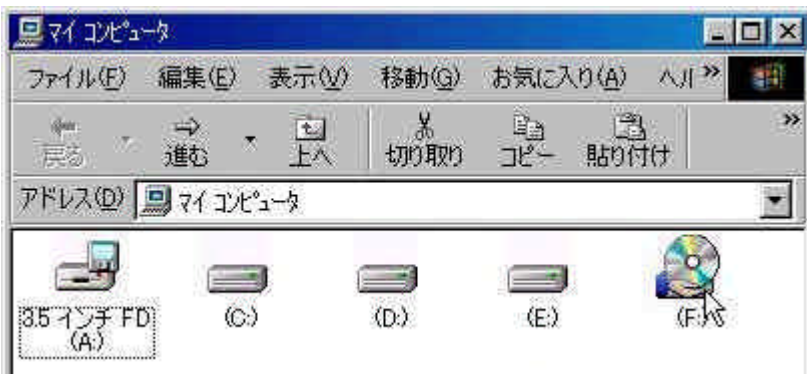 マイ コンピュータ
ファイル(F) 編集(E) 表示(V) 移動(G) お気に入り(A) ヘル »
戻る 進む 上へ 切り取り コピー 貼り付け »
アドレス(D) マイ コンピュータ
3.5 インチ FD (C:) (D:) (E:) (F:)
(A:)